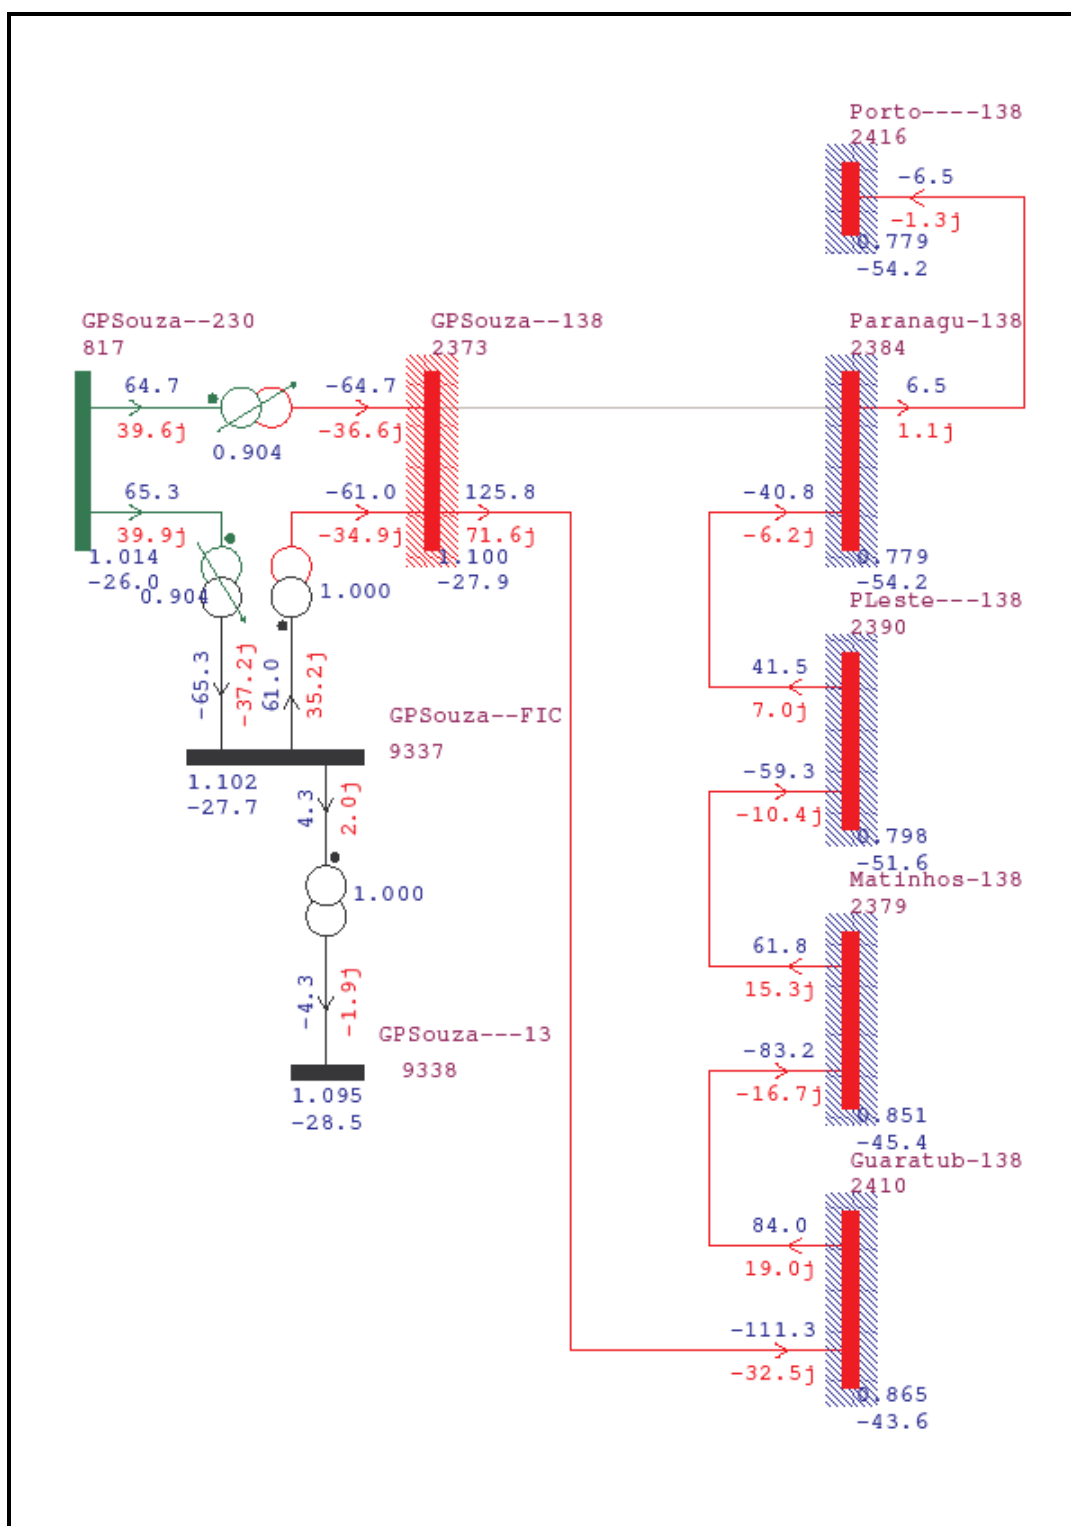 Porto----138
2416
-6.5
-1.3j
0.779
-54.2
GPSouza--230
817
GPSouza--138
2373
Paranagu-138
2384
64.7
39.6j
0.904
-64.7
-36.6j
6.5
1.1j
65.3
39.9j
-61.0
-34.9j
125.8
71.6j
-40.8
-6.2j
1.014
-26.0
0.904
1.000
1.100
-27.9
0.779
-54.2
PLeste---138
2390
-65.3
-37.2j
61.0
35.2j
41.5
7.0j
GPSouza--FIC
9337
1.102
-27.7
-59.3
-10.4j
0.798
-51.6
4.3
2.0j
1.000
Matinhos-138
2379
61.8
15.3j
-4.3
-1.9j
GPSouza---13
9338
1.095
-28.5
-83.2
-16.7j
0.851
-45.4
Guaratub-138
2410
84.0
19.0j
-111.3
-32.5j
0.865
-43.6